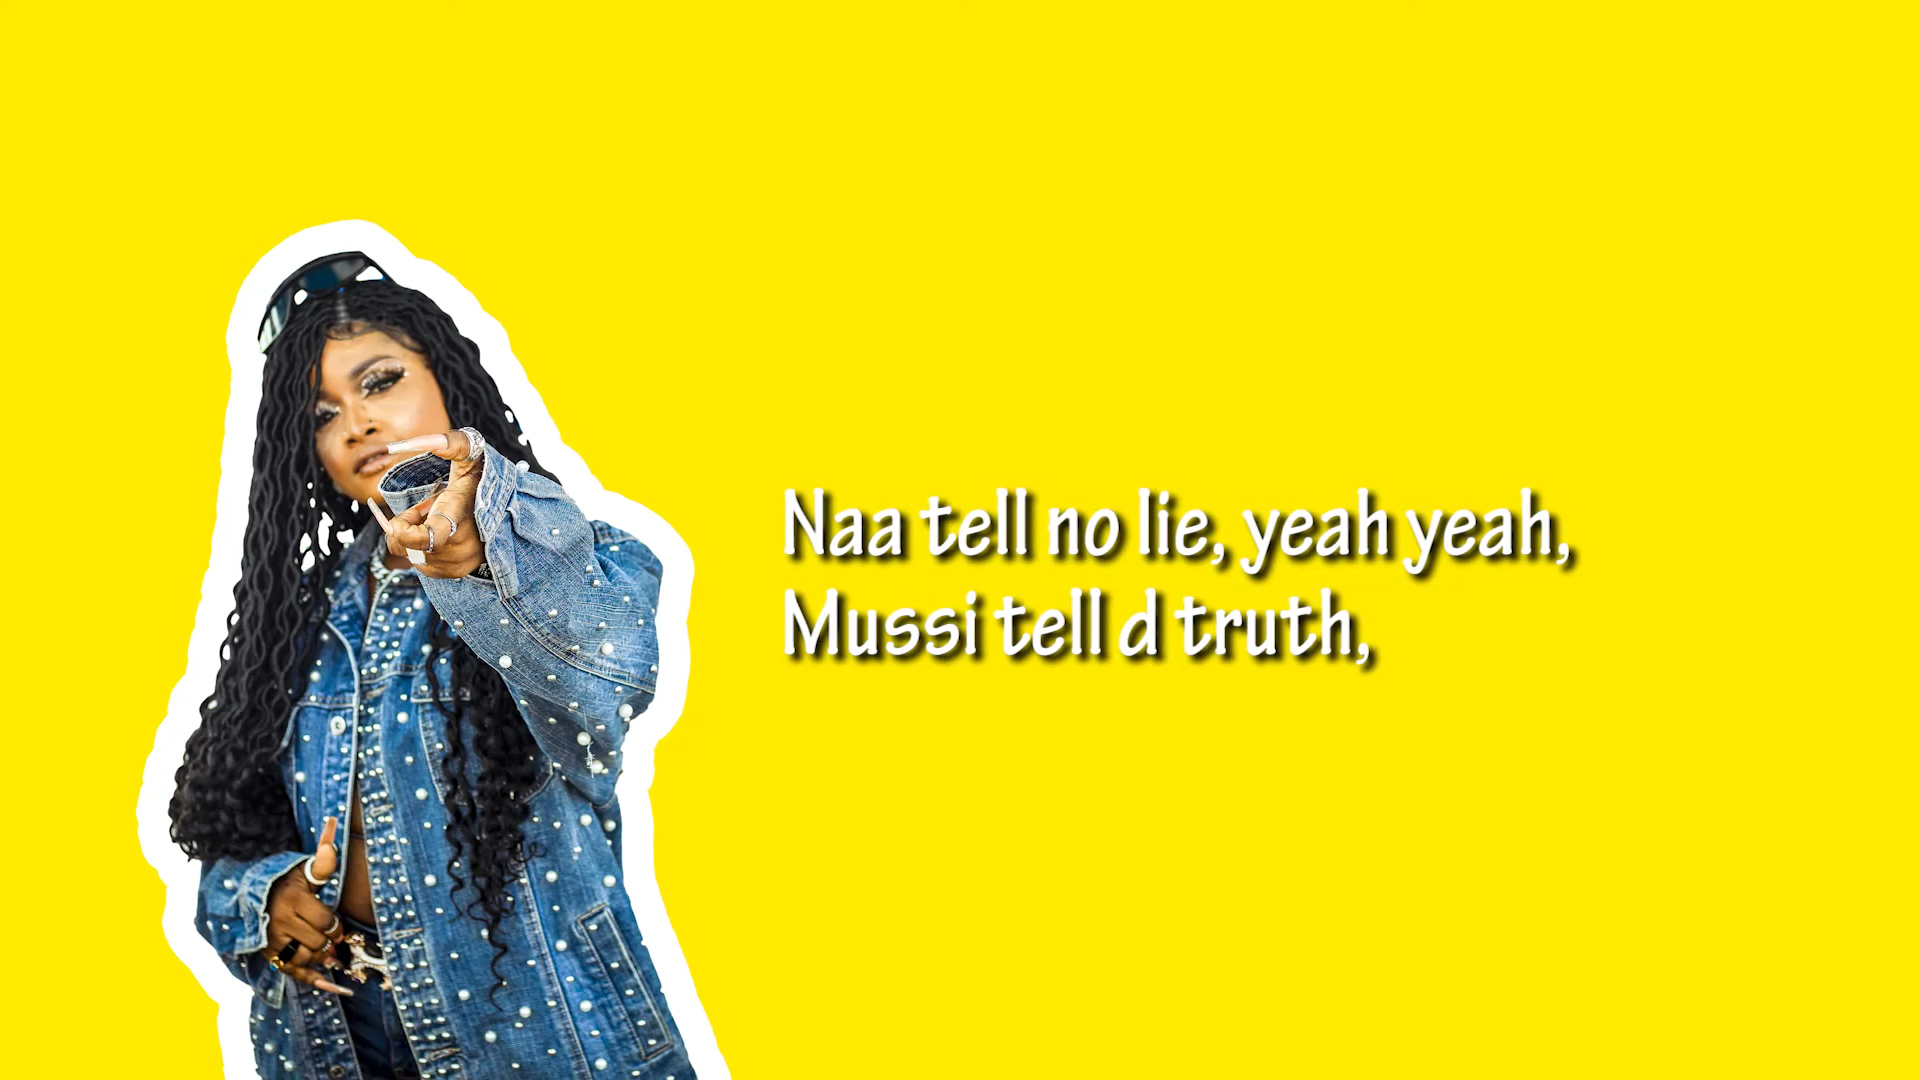 Naa tell no lie, yeah yeah,
Mussi tell d truth,